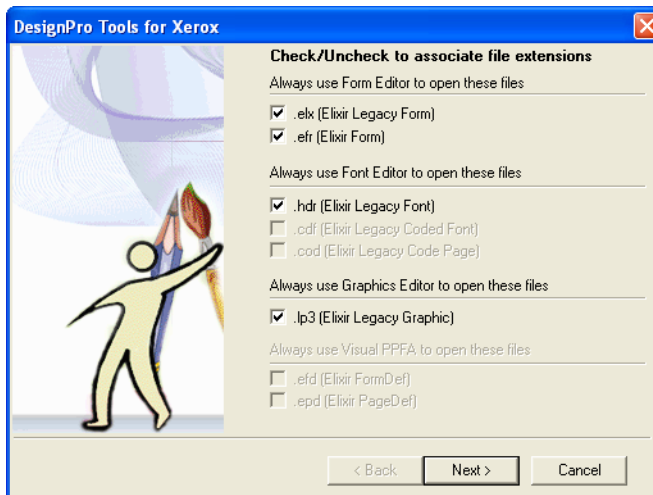 DesignPro Tools for Xerox
Check/Uncheck to associate file extensions
Always use Form Editor to open these files
.elx (Elixir Legacy Form)
.efr (Elixir Form)
Always use Font Editor to open these files
.hdr (Elixir Legacy Font)
.cdf (Elixir Legacy Coded Font)
.cod (Elixir Legacy Code Page)
Always use Graphics Editor to open these files
.lp3 (Elixir Legacy Graphic)
Always use Visual PPFA to open these files
.efd (Elixir FormDef)
.epd (Elixir PageDef)
< Back Next > Cancel